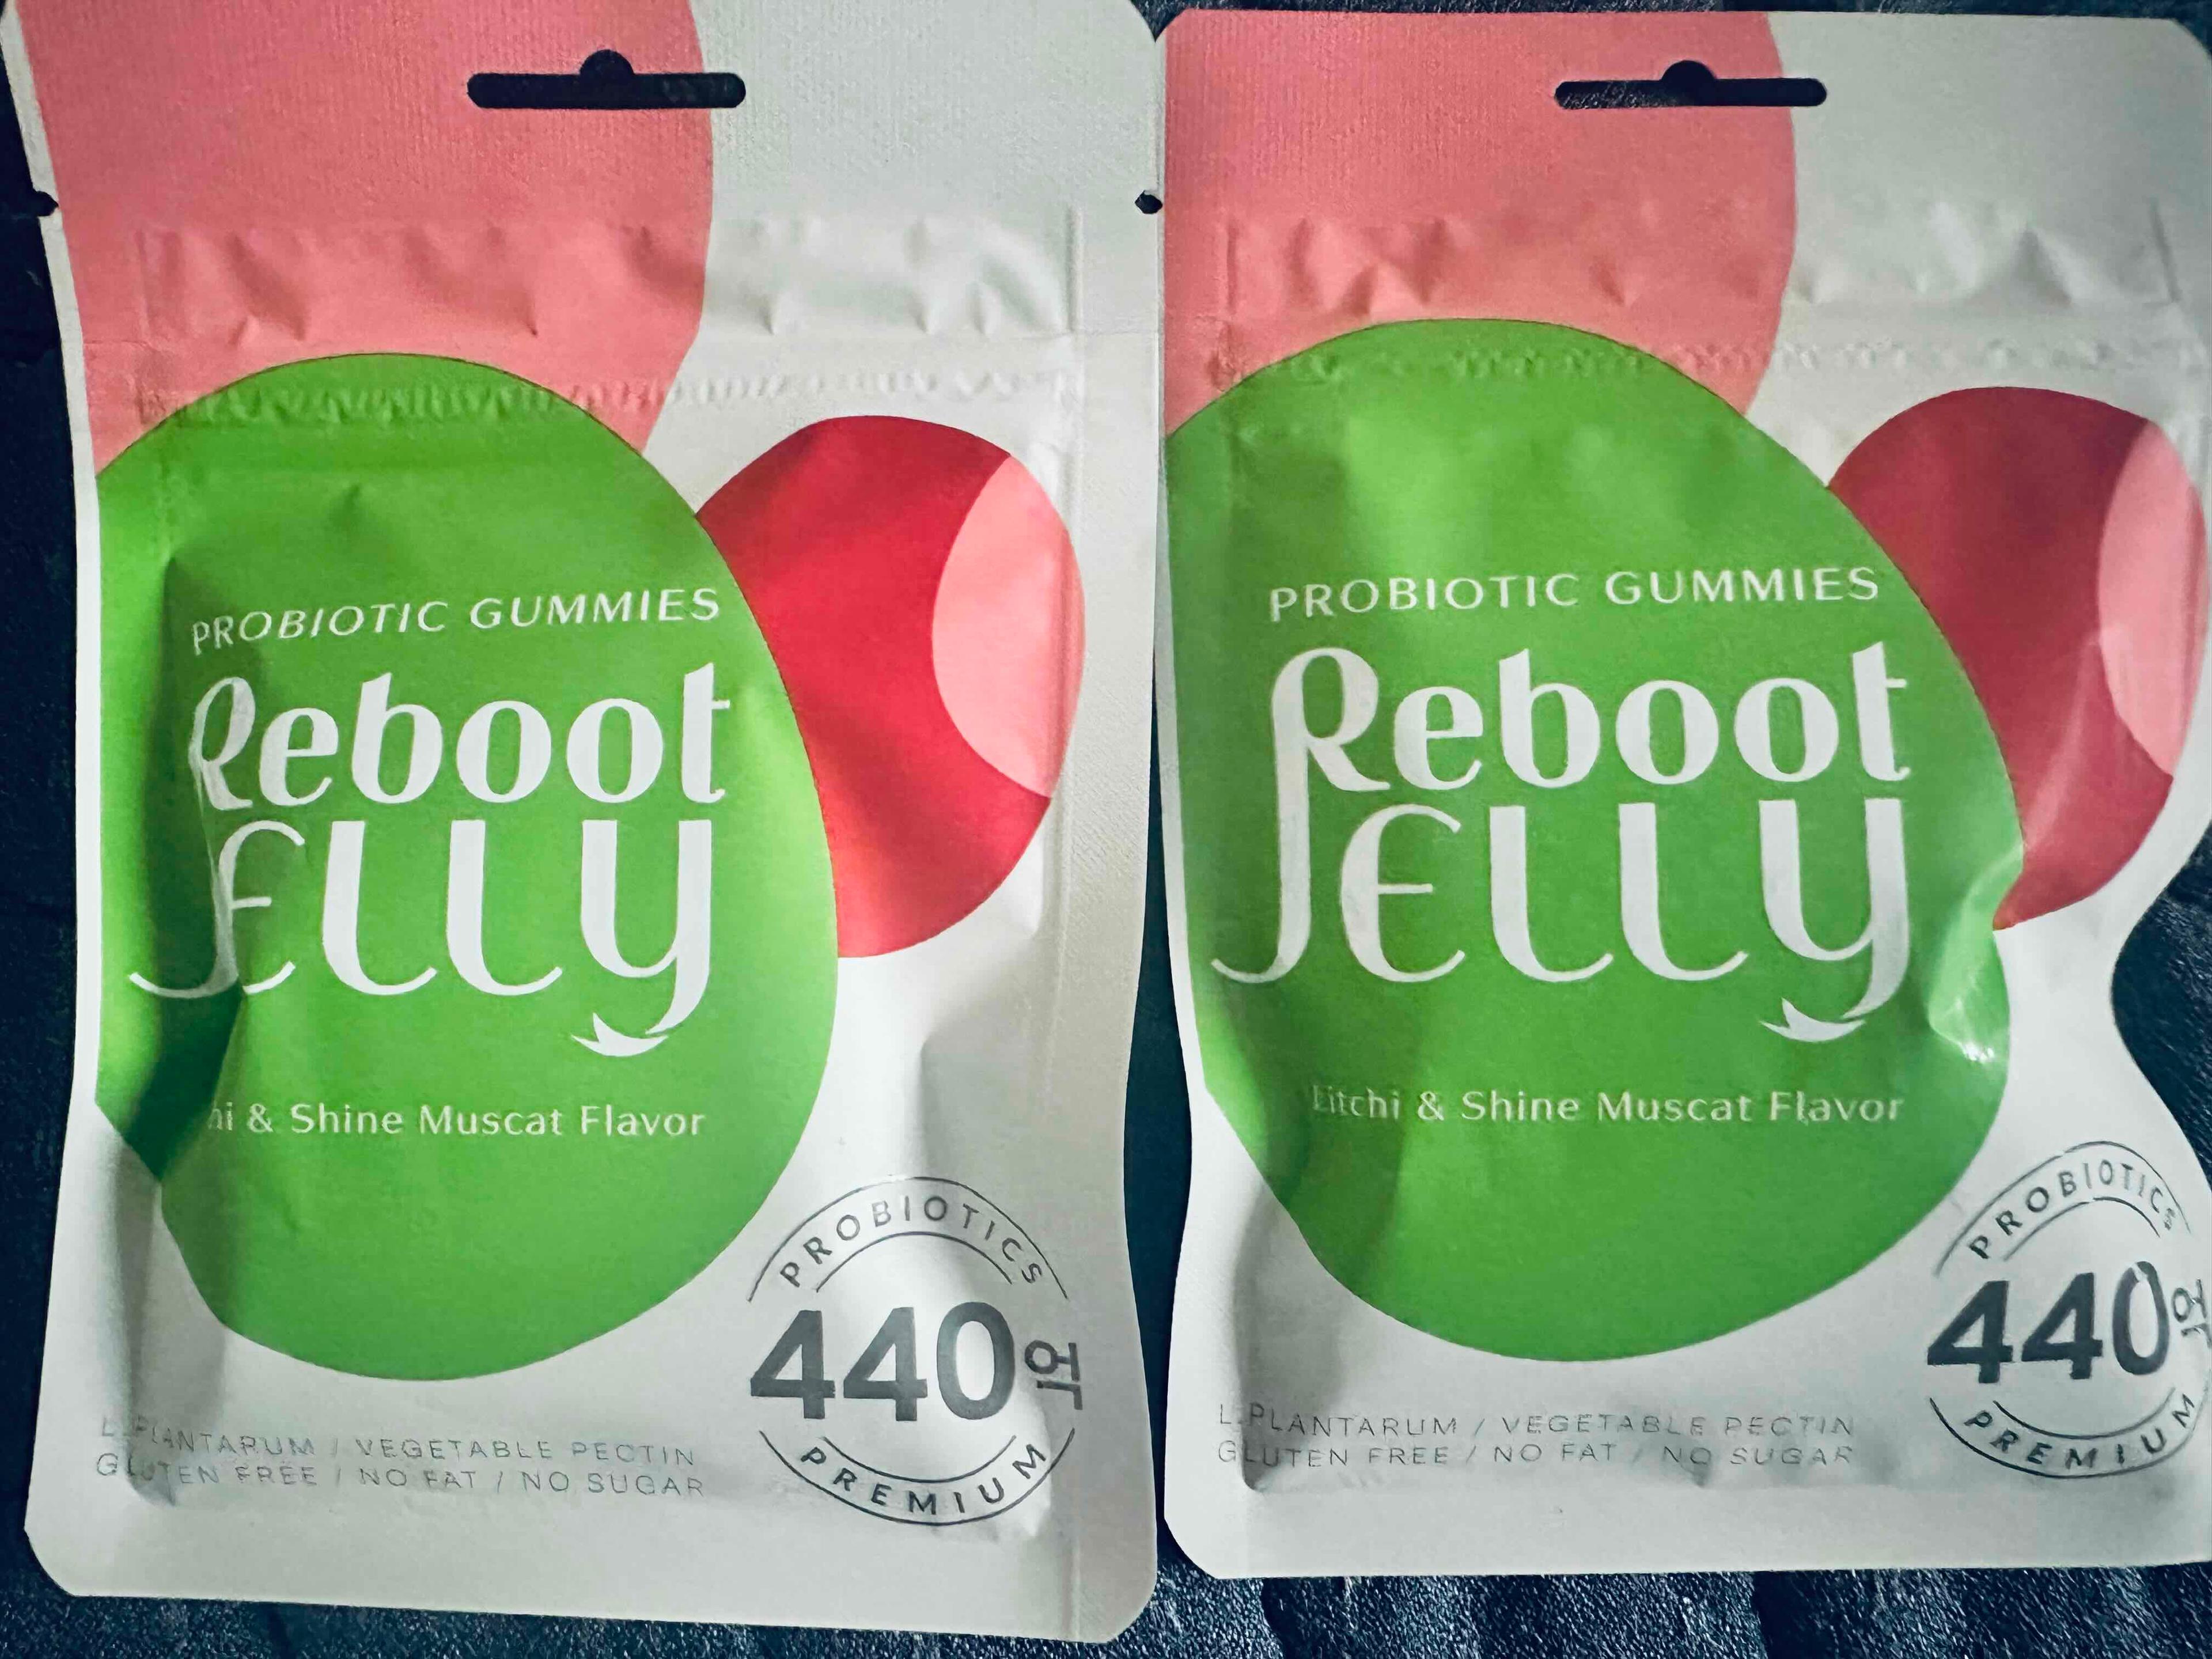 PROBIOTIC GUMMIES
Reboot
JELLY
hi & Shine Muscat Flavor
PROBIOTICS
440억
PREMIUM
L.PLANTARUM / VEGETABLE PECTIN
GLUTEN FREE / NO FAT / NO SUGAR
PROBIOTIC GUMMIES
Reboot
JELLY
Litchi & Shine Muscat Flavor
PROBIOTICS
440억
PREMIUM
L.PLANTARUM / VEGETABLE PECTIN
GLUTEN FREE / NO FAT / NO SUGAR